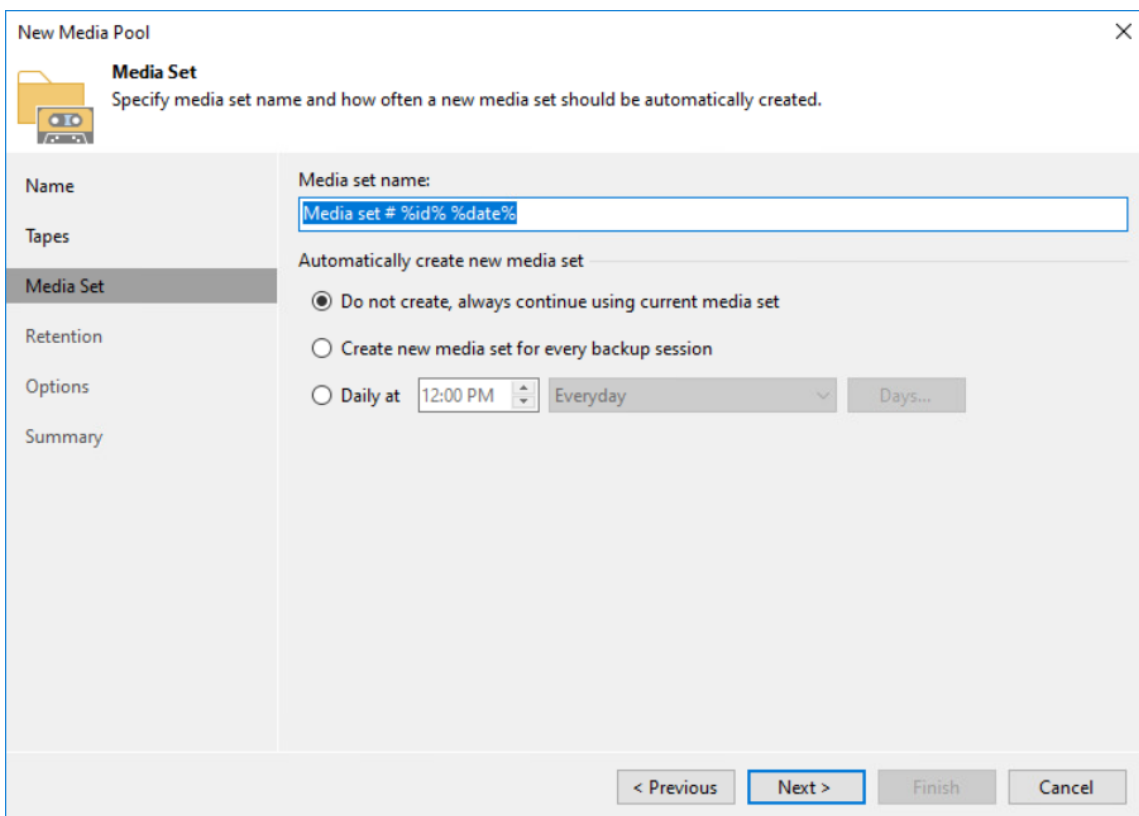 New Media Pool
Media Set
Specify media set name and how often a new media set should be automatically created.
Name
Tapes
Media Set
Retention
Options
Summary
Media set name:
Media set # %id% %date%
Automatically create new media set
Do not create, always continue using current media set
Create new media set for every backup session
Daily at 12:00 PM Everyday Days...
< Previous Next > Finish Cancel